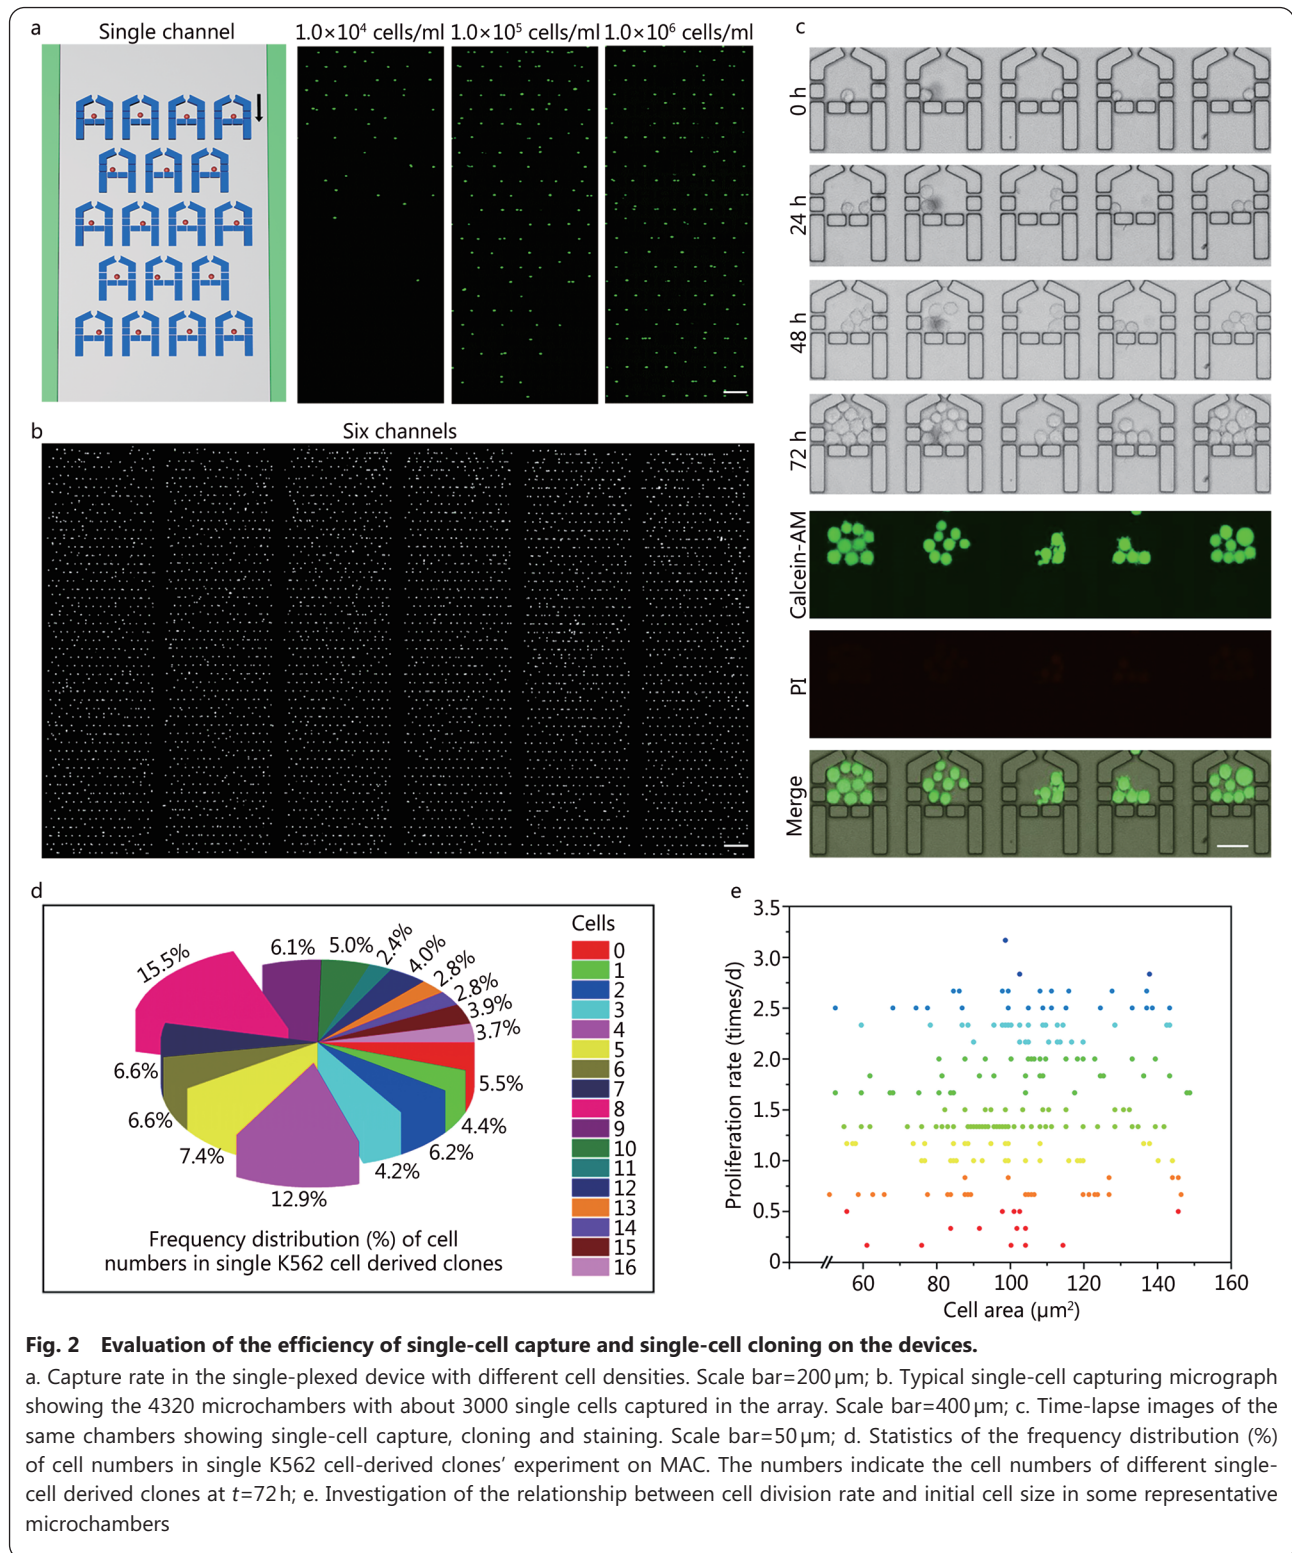 a
Single channel
1.0×10⁴ cells/ml
1.0×10⁵ cells/ml
1.0×10⁶ cells/ml
b
Six channels
c
0 h
24 h
48 h
72 h
Calcein-AM
PI
Merge
d
15.5%
6.1%
5.0%
2.4%
4.0%
2.8%
2.8%
3.9%
3.7%
5.5%
4.4%
6.2%
4.2%
12.9%
7.4%
6.6%
6.6%
Frequency distribution (%) of cell
numbers in single K562 cell derived clones
Cells
0
1
2
3
4
5
6
7
8
9
10
11
12
13
14
15
16
e
Proliferation rate (times/d)
3.5
3.0
2.5
2.0
1.5
1.0
0.5
0
60
80
100
120
140
160
Cell area (μm²)
Fig. 2 Evaluation of the efficiency of single-cell capture and single-cell cloning on the devices.
a. Capture rate in the single-plexed device with different cell densities. Scale bar=200 μm; b. Typical single-cell capturing micrograph
showing the 4320 microchambers with about 3000 single cells captured in the array. Scale bar=400 μm; c. Time-lapse images of the
same chambers showing single-cell capture, cloning and staining. Scale bar=50 μm; d. Statistics of the frequency distribution (%)
of cell numbers in single K562 cell-derived clones’ experiment on MAC. The numbers indicate the cell numbers of different single-
cell derived clones at t=72 h; e. Investigation of the relationship between cell division rate and initial cell size in some representative
microchambers